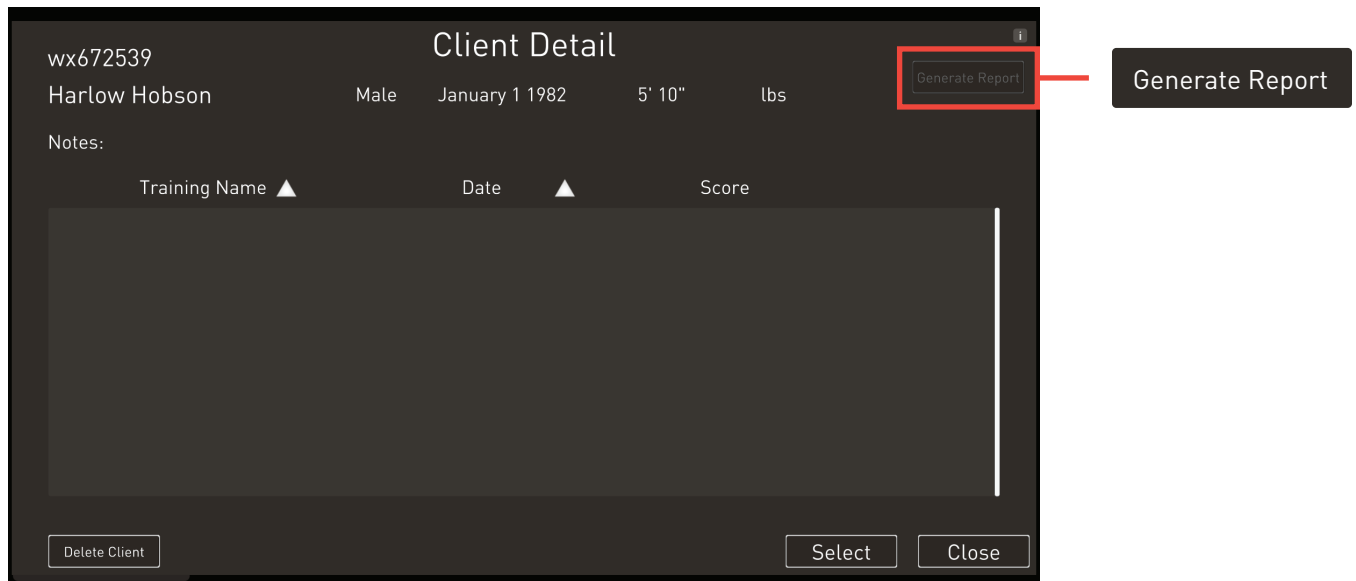 Client Detail
i
wx672539
Generate Report
Generate Report
Harlow Hobson Male January 1 1982 5' 10" lbs
Notes:
Training Name Date Score
Delete Client Select Close